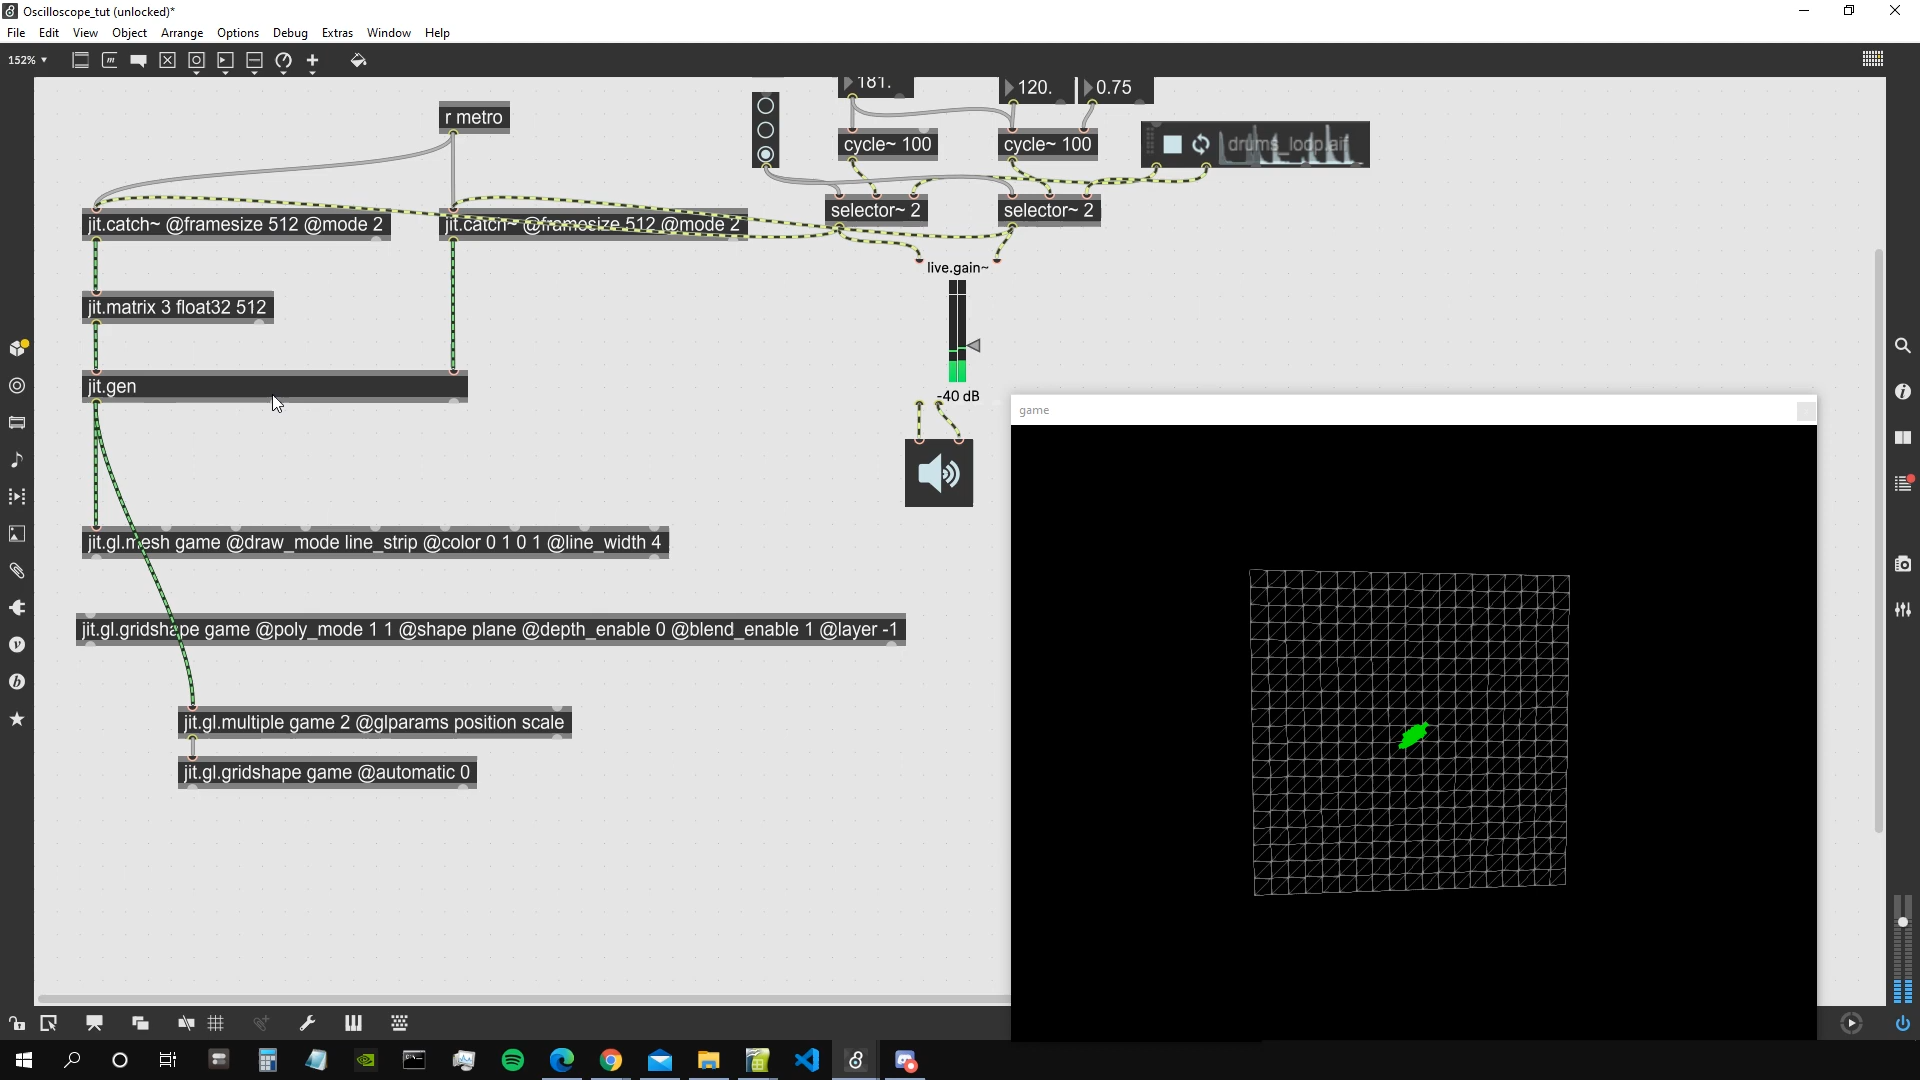 Oscilloscope_tut (unlocked)*
File Edit View Object Arrange Options Debug Extras Window Help
152%
181.
120.
0.75
r metro
cycle~ 100
cycle~ 100
drums_loop.aif
jit.catch~ @framesize 512 @mode 2
jit.catch~ @framesize 512 @mode 2
selector~ 2
selector~ 2
live.gain~
jit.matrix 3 float32 512
jit.gen
-40 dB
game
jit.gl.mesh game @draw_mode line_strip @color 0 1 0 1 @line_width 4
jit.gl.gridshape game @poly_mode 1 1 @shape plane @depth_enable 0 @blend_enable 1 @layer -1
jit.gl.multiple game 2 @glparams position scale
jit.gl.gridshape game @automatic 0